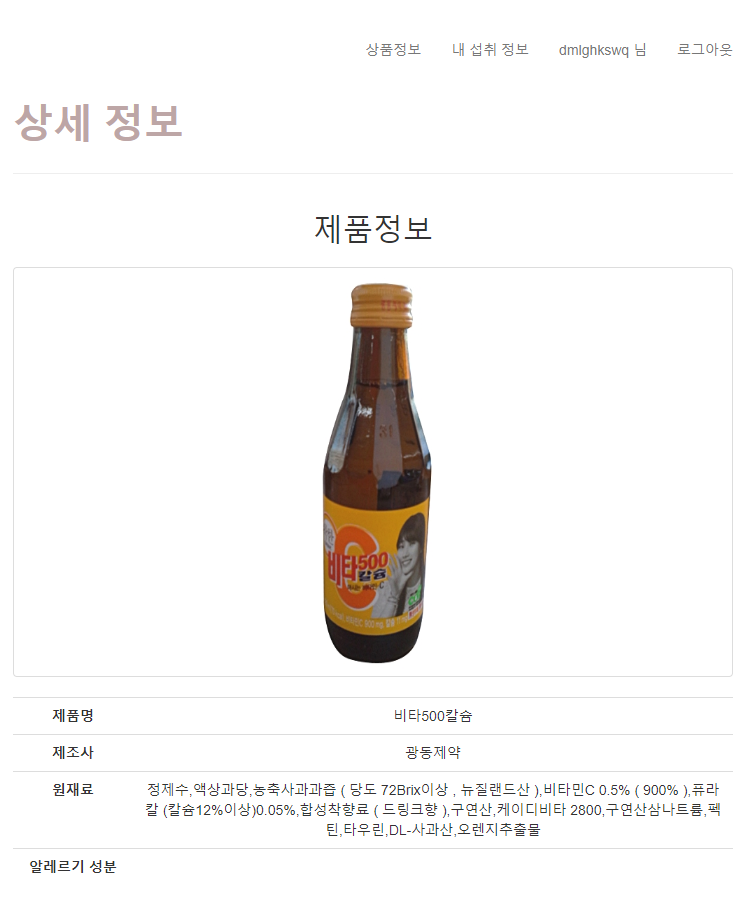 상품정보 내 섭취 정보 dmlghkswq 님 로그아웃
상세 정보
제품정보
비타500
칼슘
제품명 비타500칼슘
제조사 광동제약
원재료 정제수,액상과당,농축사과과즙 ( 당도 72Brix이상 , 뉴질랜드산 ),비타민C 0.5% ( 900% ),퓨라
칼 (칼슘12%이상)0.05%,합성착향료 ( 드링크향 ),구연산,케이디비타 2800,구연산삼나트륨,펙
틴,타우린,DL-사과산,오렌지추출물
알레르기 성분